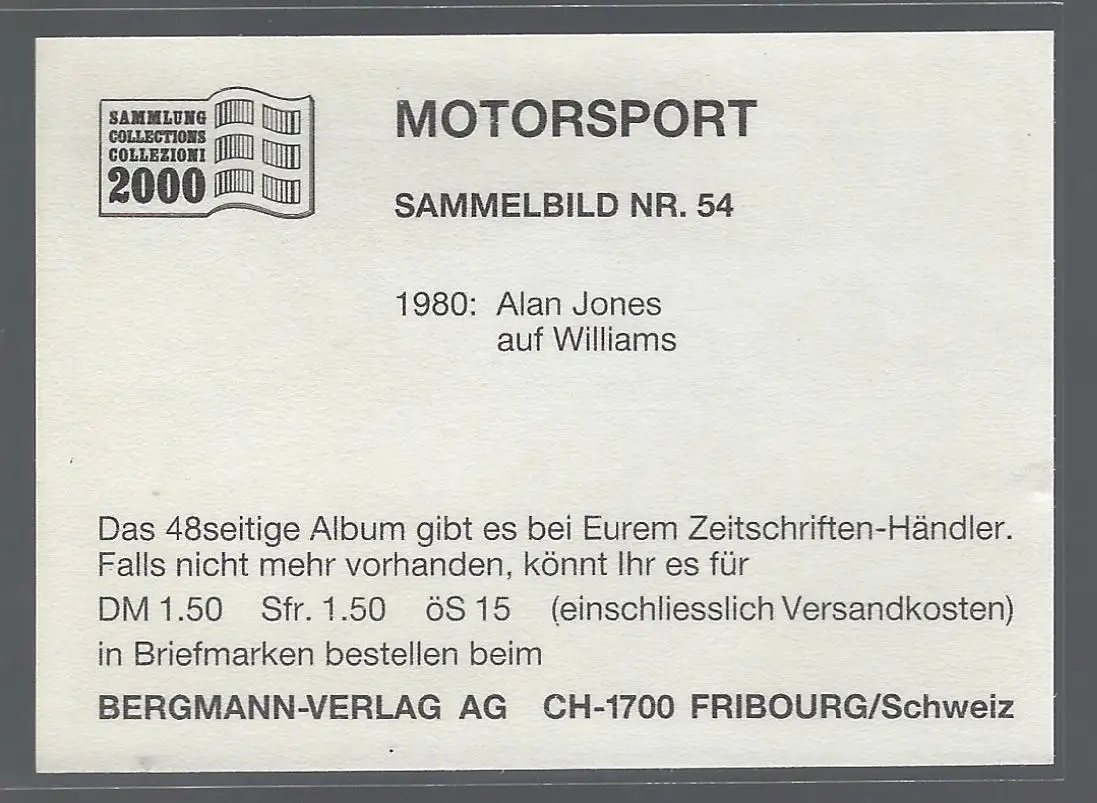 SAMMLUNG
COLLECTIONS
COLLEZIONI
2000
MOTORSPORT
SAMMELBILD NR. 54
1980: Alan Jones
auf Williams
Das 48seitige Album gibt es bei Eurem Zeitschriften-Händler.
Falls nicht mehr vorhanden, könnt Ihr es für
DM 1.50 Sfr. 1.50 öS 15 (einschliesslich Versandkosten)
in Briefmarken bestellen beim
BERGMANN-VERLAG AG CH-1700 FRIBOURG/Schweiz